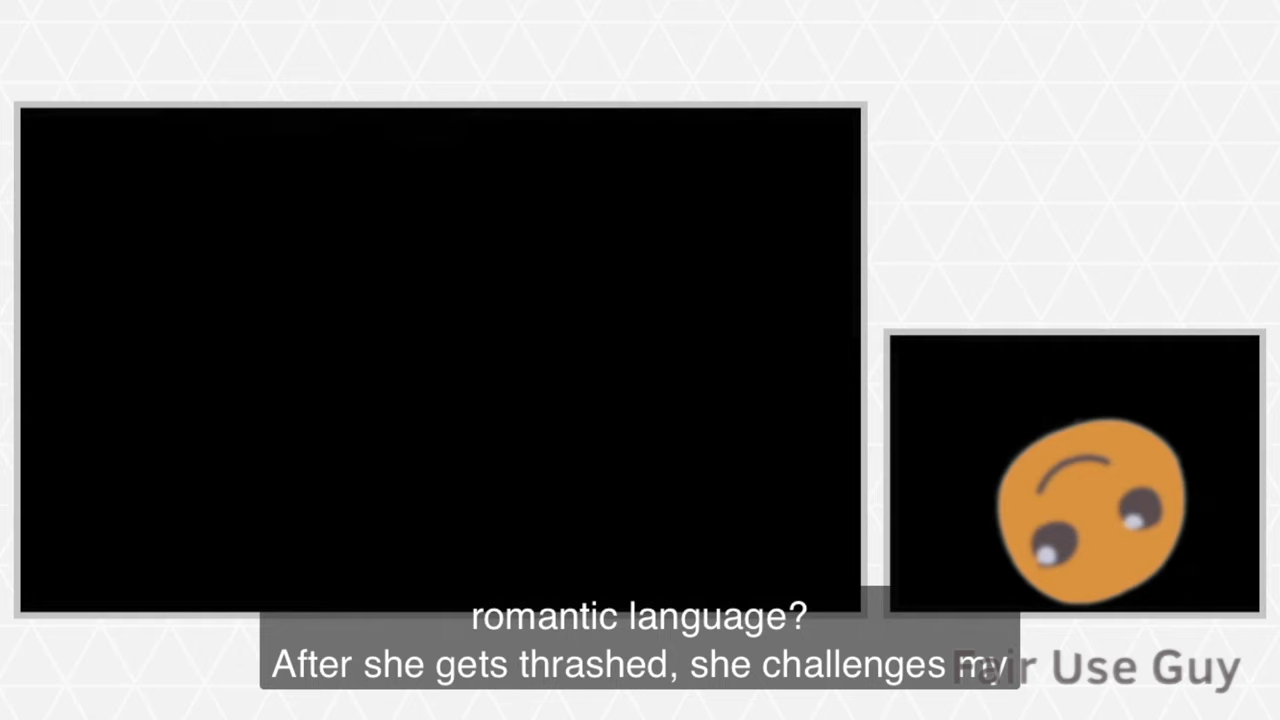 romantic language?
After she gets thrashed, she challenges my
Fair Use Guy